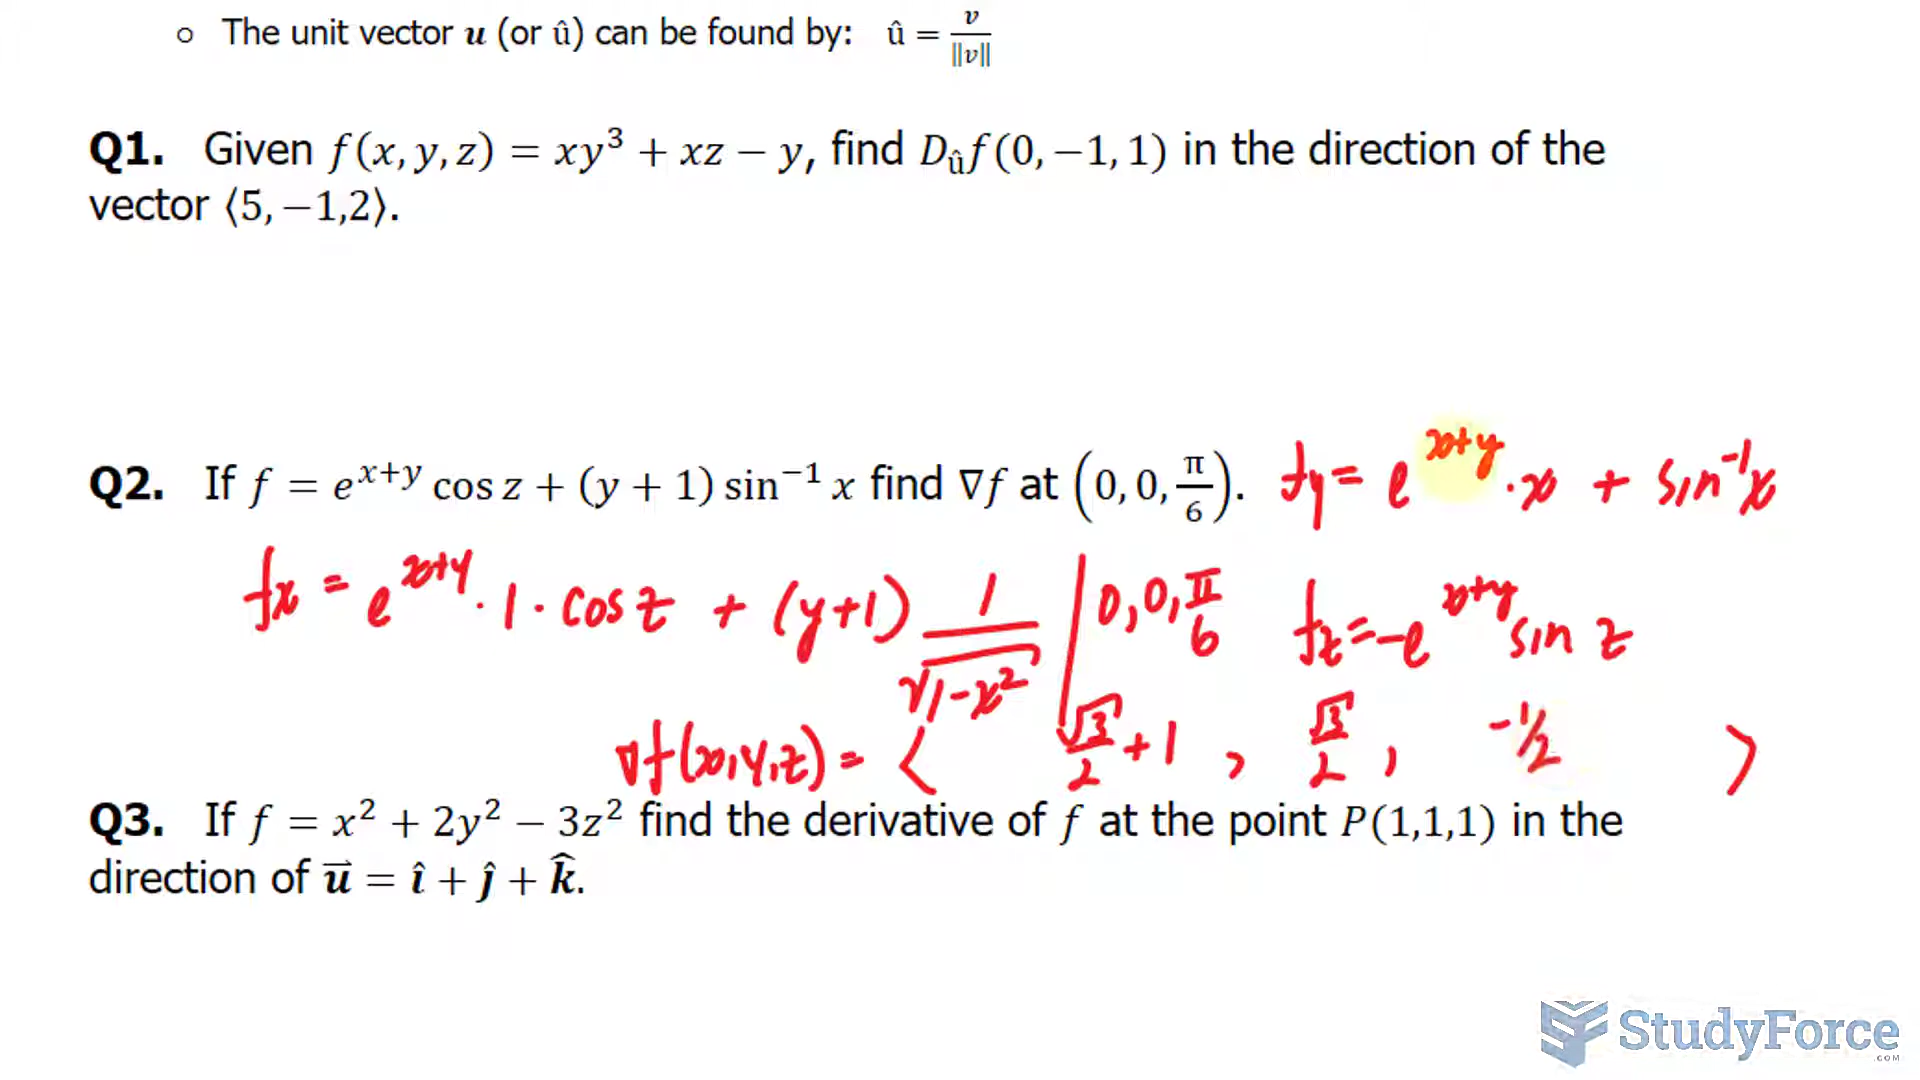 ○ The unit vector u (or û) can be found by: û = v/‖v‖
Q1. Given f(x, y, z) = xy³ + xz − y, find D_û f(0, −1, 1) in the direction of the
vector ⟨5, −1,2⟩.
Q2. If f = e^{x+y} cos z + (y + 1) sin⁻¹ x find ∇f at (0, 0, π/6). fy = e^{x+y} · x + sin⁻¹x
fx = e^{x+y} · 1 · cos z + (y+1) 1/√(1−x²) | 0, 0, π/6 fz = −e^{x+y} sin z
∇f(x,y,z) = ⟨ √3/2 + 1 , √3/2 , −1/2 ⟩
Q3. If f = x² + 2y² − 3z² find the derivative of f at the point P(1,1,1) in the
direction of u⃗ = î + ĵ + k̂.
StudyForce
.COM